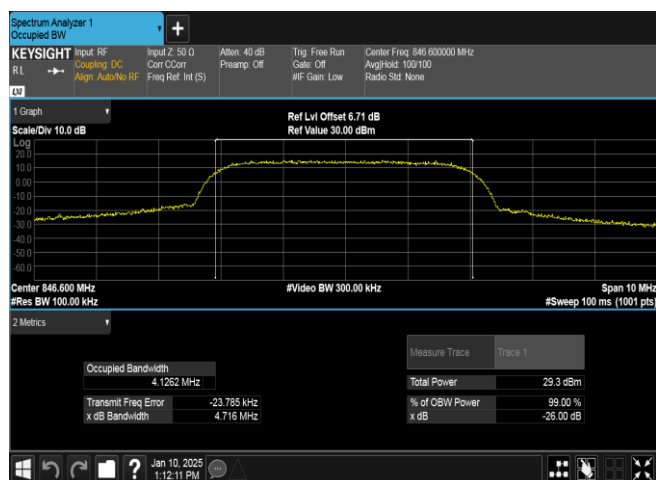 Spectrum Analyzer 1
Occupied BW
+
KEYSIGHT Input: RF Input Z: 50 Ω Atten: 40 dB Trig: Free Run Center Freq: 846.600000 MHz
RL Coupling: DC Corr CCorr Preamp: Off Gate: Off Avg|Hold: 100/100
Align: Auto/No RF Freq Ref: Int (S) #IF Gain: Low Radio Std: None
LXI
1 Graph
Ref Lvl Offset 6.71 dB
Scale/Div 10.0 dB Ref Value 30.00 dBm
Log
20.0
10.0
0.00
-10.0
-20.0
-30.0
-40.0
-50.0
-60.0
Center 846.600 MHz #Video BW 300.00 kHz Span 10 MHz
#Res BW 100.00 kHz #Sweep 100 ms (1001 pts)
2 Metrics
Measure Trace Trace 1
Occupied Bandwidth
4.1262 MHz Total Power 29.3 dBm
Transmit Freq Error -23.785 kHz % of OBW Power 99.00 %
x dB Bandwidth 4.716 MHz x dB -26.00 dB
? Jan 10, 2025
1:12:11 PM